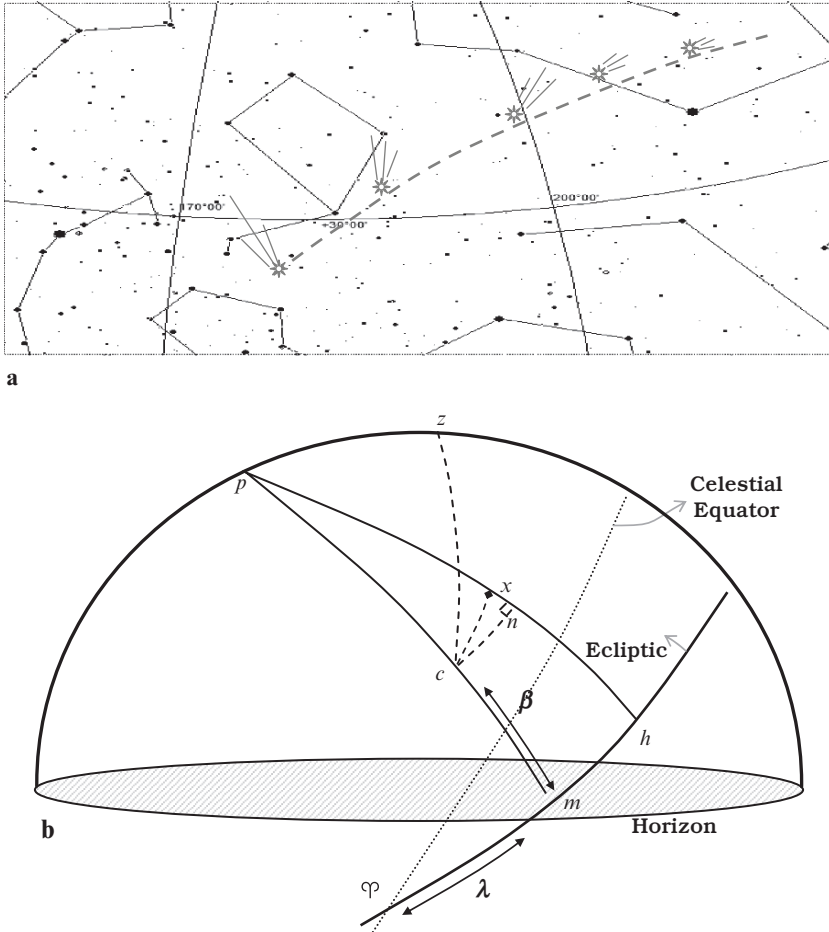 170°00'
200°00'
+30°00'
a
z
p
Celestial
Equator
x
n
c
Ecliptic
β
h
m
b
Horizon
♈
λ